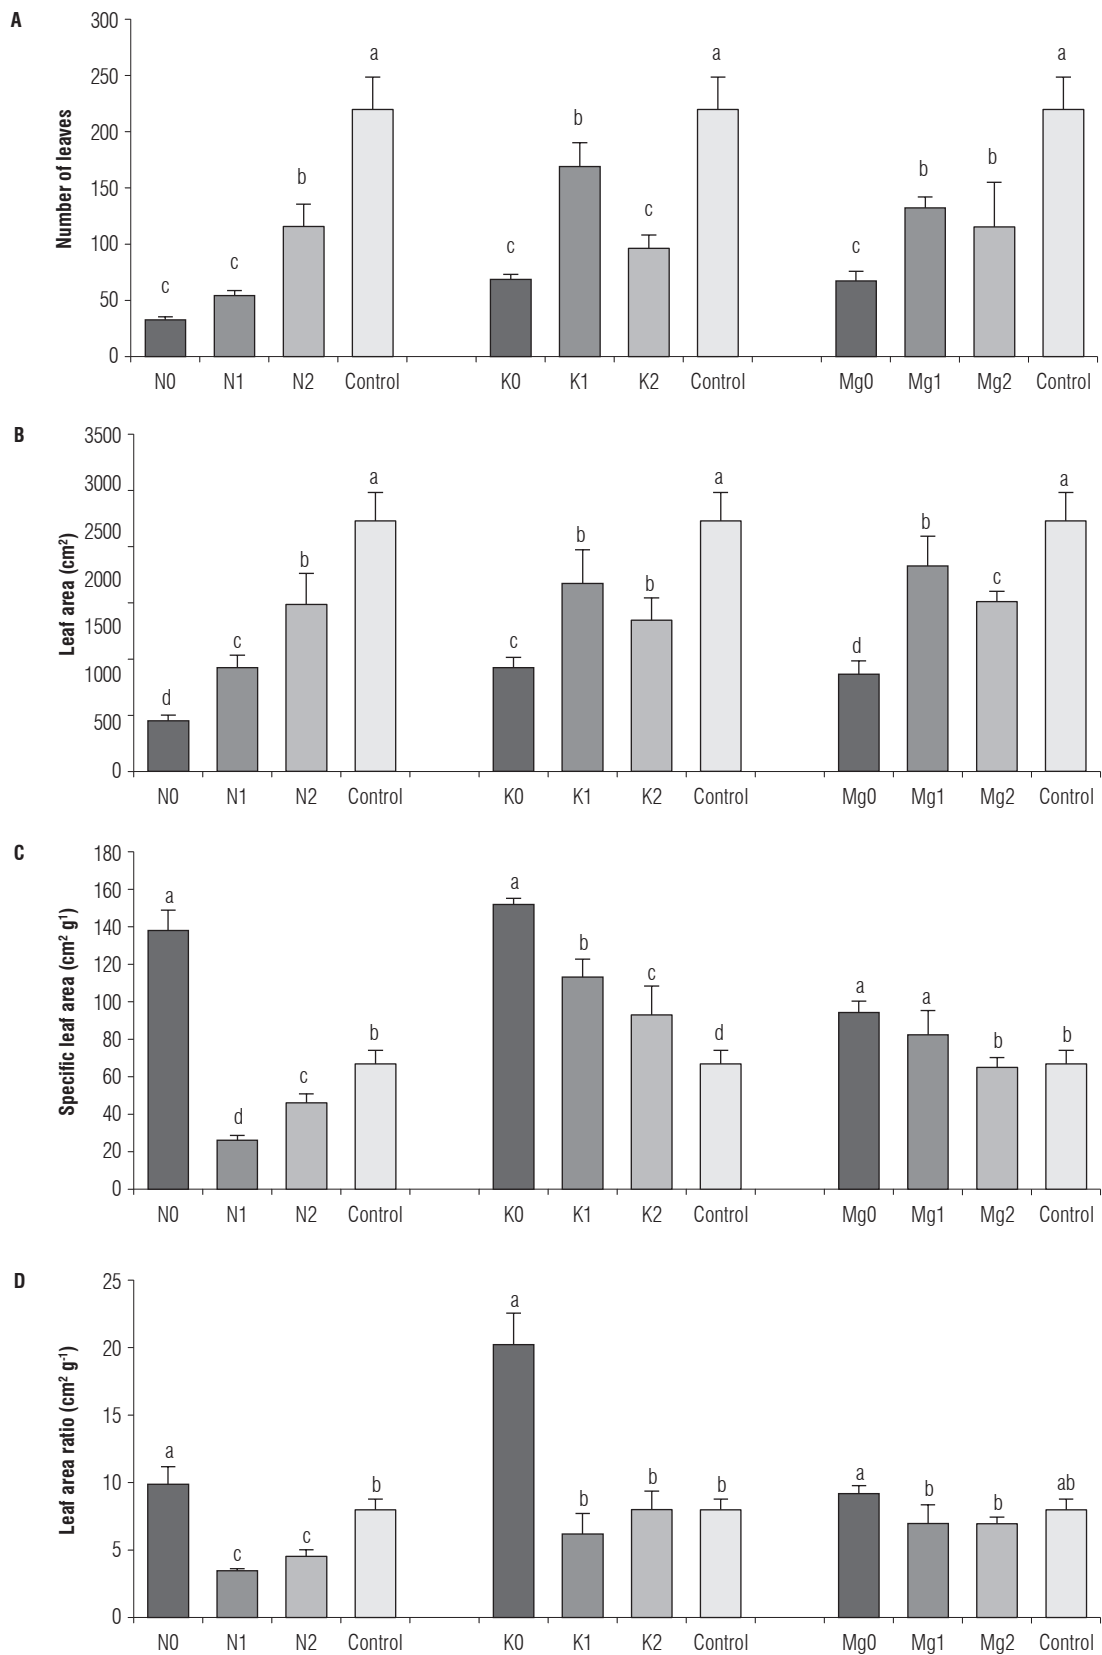 A
Number of leaves
300
250
200
150
100
50
0
c c b a c b c a c b b a
N0 N1 N2 Control K0 K1 K2 Control Mg0 Mg1 Mg2 Control
B
Leaf area (cm²)
3500
3000
2500
2000
1500
1000
500
0
d c b a c b b a d b c a
N0 N1 N2 Control K0 K1 K2 Control Mg0 Mg1 Mg2 Control
C
Specific leaf area (cm² g¹)
180
160
140
120
100
80
60
40
20
0
a d c b a b c d a a b b
N0 N1 N2 Control K0 K1 K2 Control Mg0 Mg1 Mg2 Control
D
Leaf area ratio (cm² g⁻¹)
25
20
15
10
5
0
a c c b a b b b a b b ab
N0 N1 N2 Control K0 K1 K2 Control Mg0 Mg1 Mg2 Control